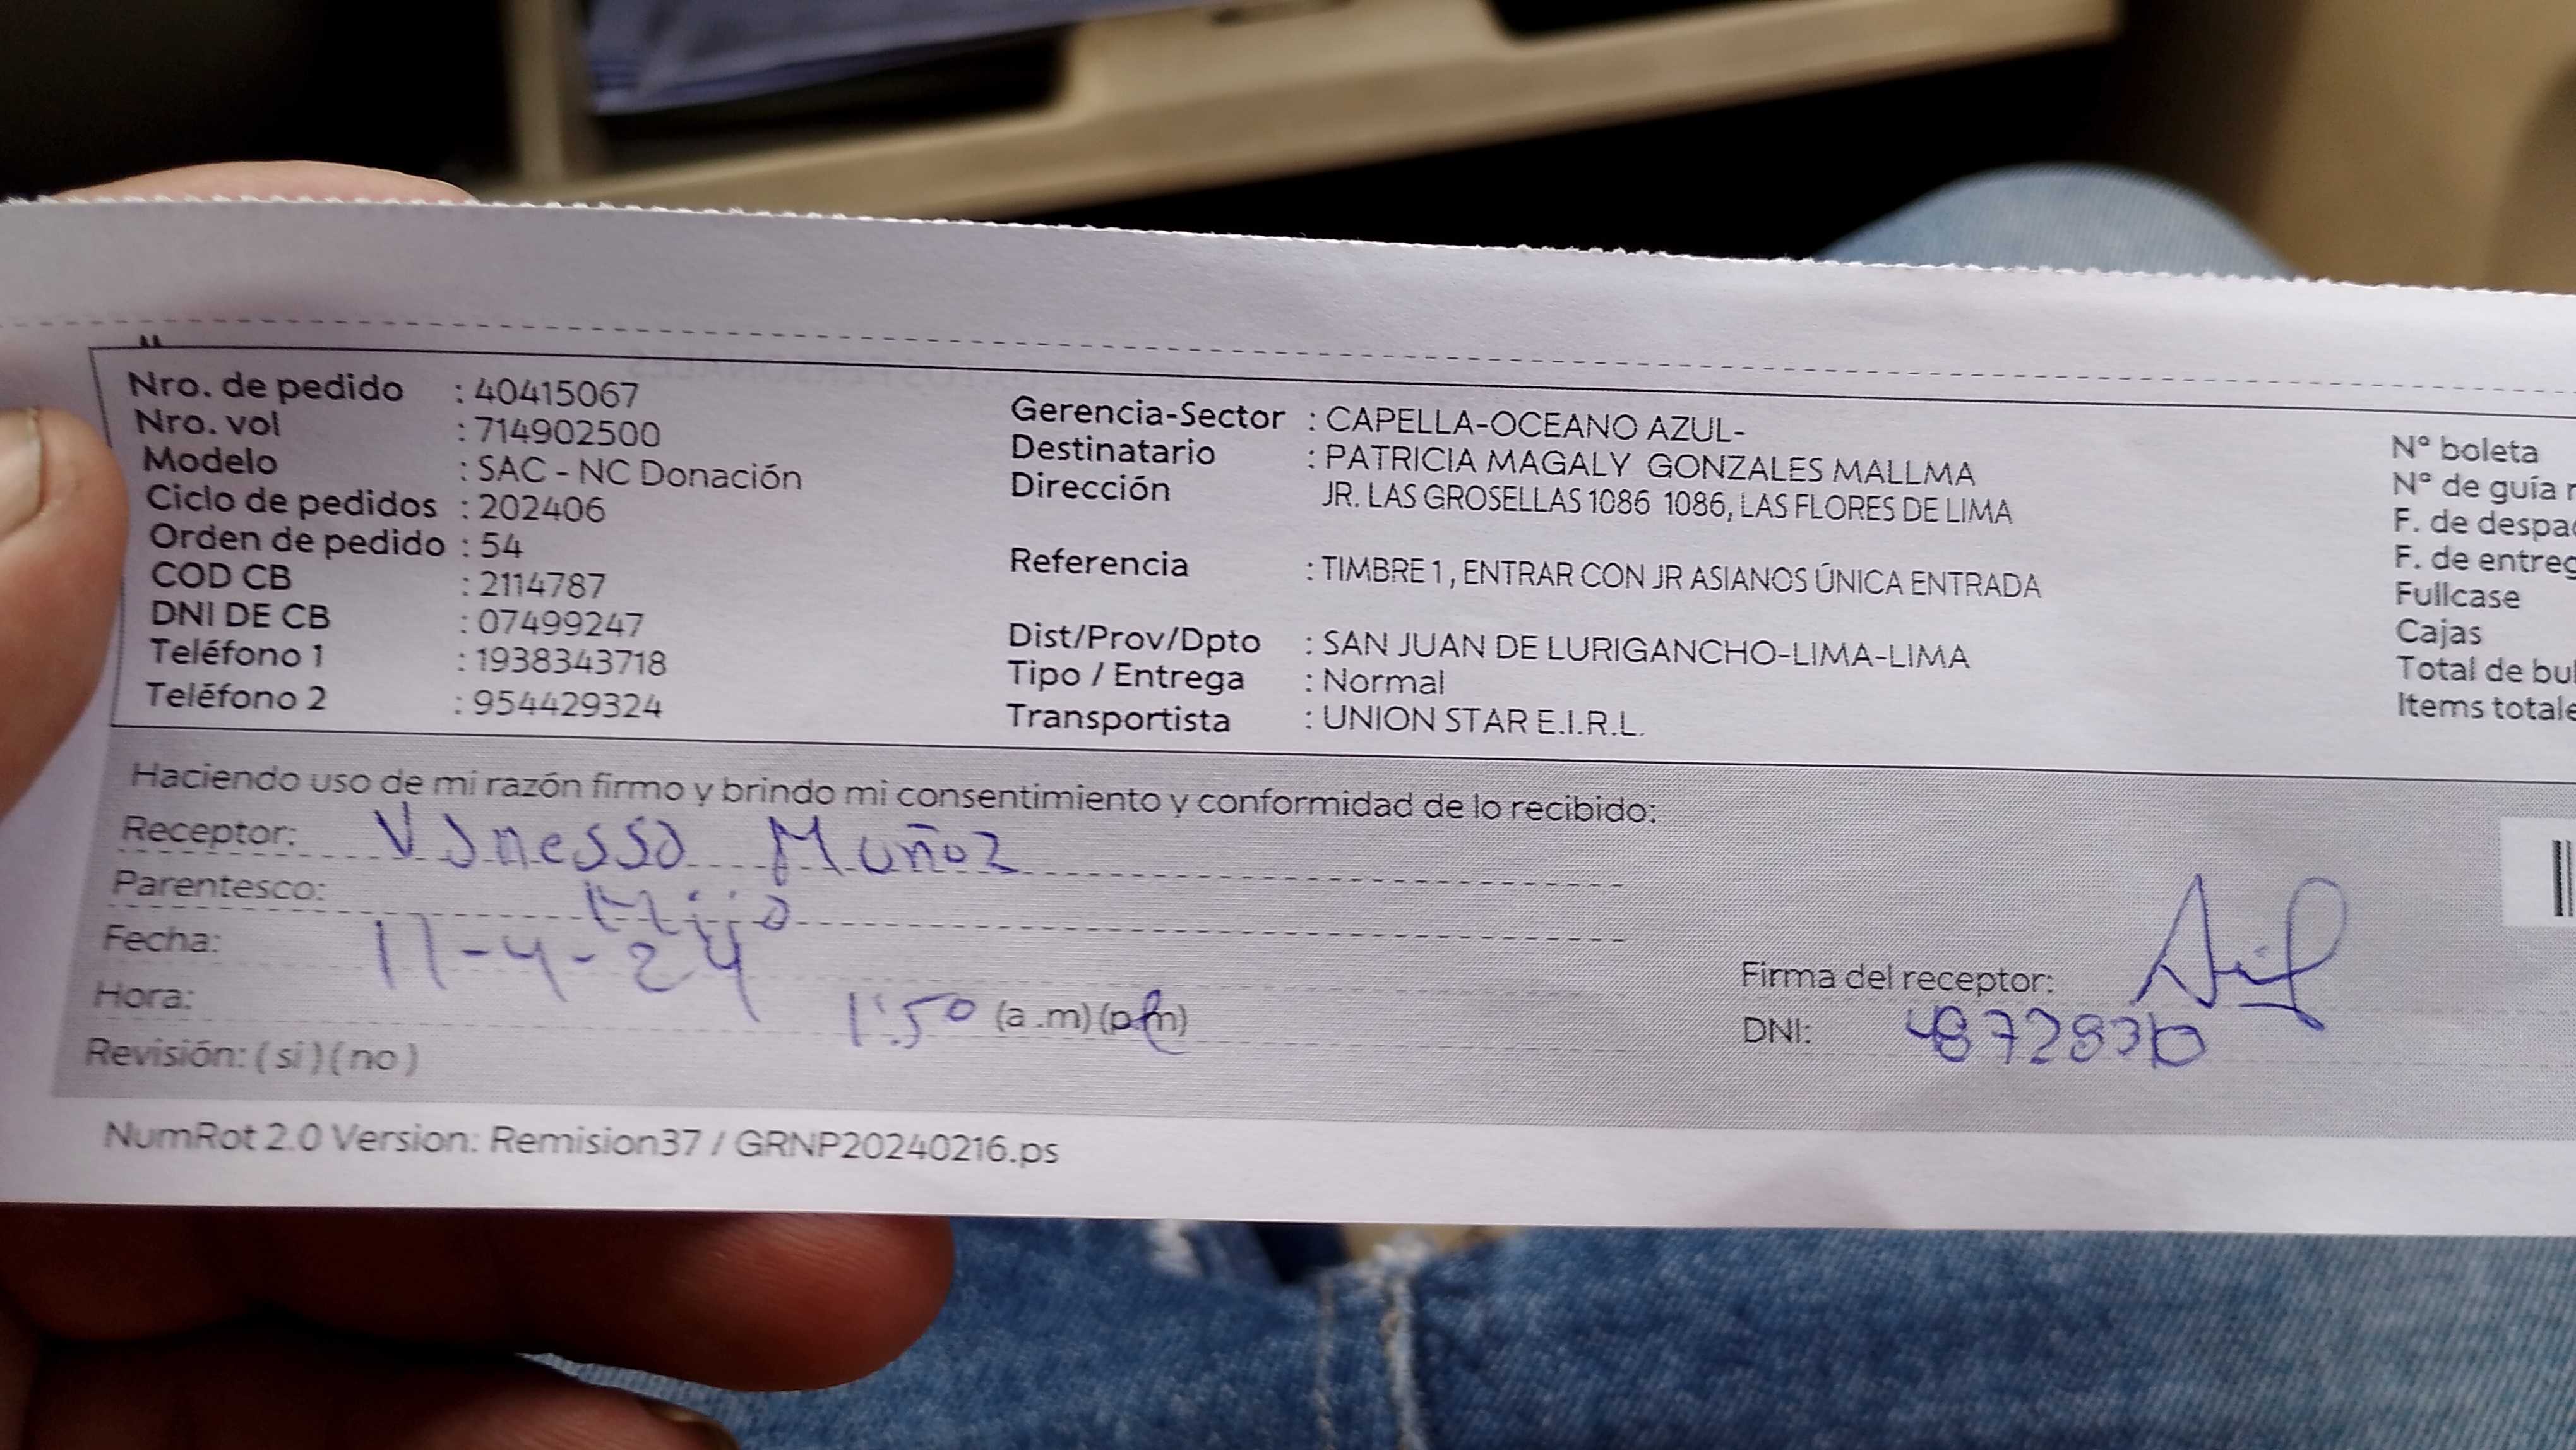 Nro. de pedido : 40415067
Nro. vol : 714902500
Modelo : SAC - NC Donación
Ciclo de pedidos : 202406
Orden de pedido : 54
COD CB : 2114787
DNI DE CB : 07499247
Teléfono 1 : 1938343718
Teléfono 2 : 954429324
Gerencia-Sector : CAPELLA-OCEANO AZUL-
Destinatario : PATRICIA MAGALY GONZALES MALLMA
Dirección JR. LAS GROSELLAS 1086 1086, LAS FLORES DE LIMA
Referencia : TIMBRE 1 , ENTRAR CON JR ASIANOS ÚNICA ENTRADA
Dist/Prov/Dpto : SAN JUAN DE LURIGANCHO-LIMA-LIMA
Tipo / Entrega : Normal
Transportista : UNION STAR E.I.R.L.
N° boleta
N° de guía
F. de despa
F. de entreg
Fullcase
Cajas
Total de bu
Items totale
Haciendo uso de mi razón firmo y brindo mi consentimiento y conformidad de lo recibido:
Receptor: Vanessa Muñoz
Parentesco: Hija
Fecha: 11-4-24
Hora: 1:50 (a .m) (p.m)
Revisión: ( si ) ( no )
Firma del receptor:
DNI:
NumRot 2.0 Version: Remision37 / GRNP20240216.ps